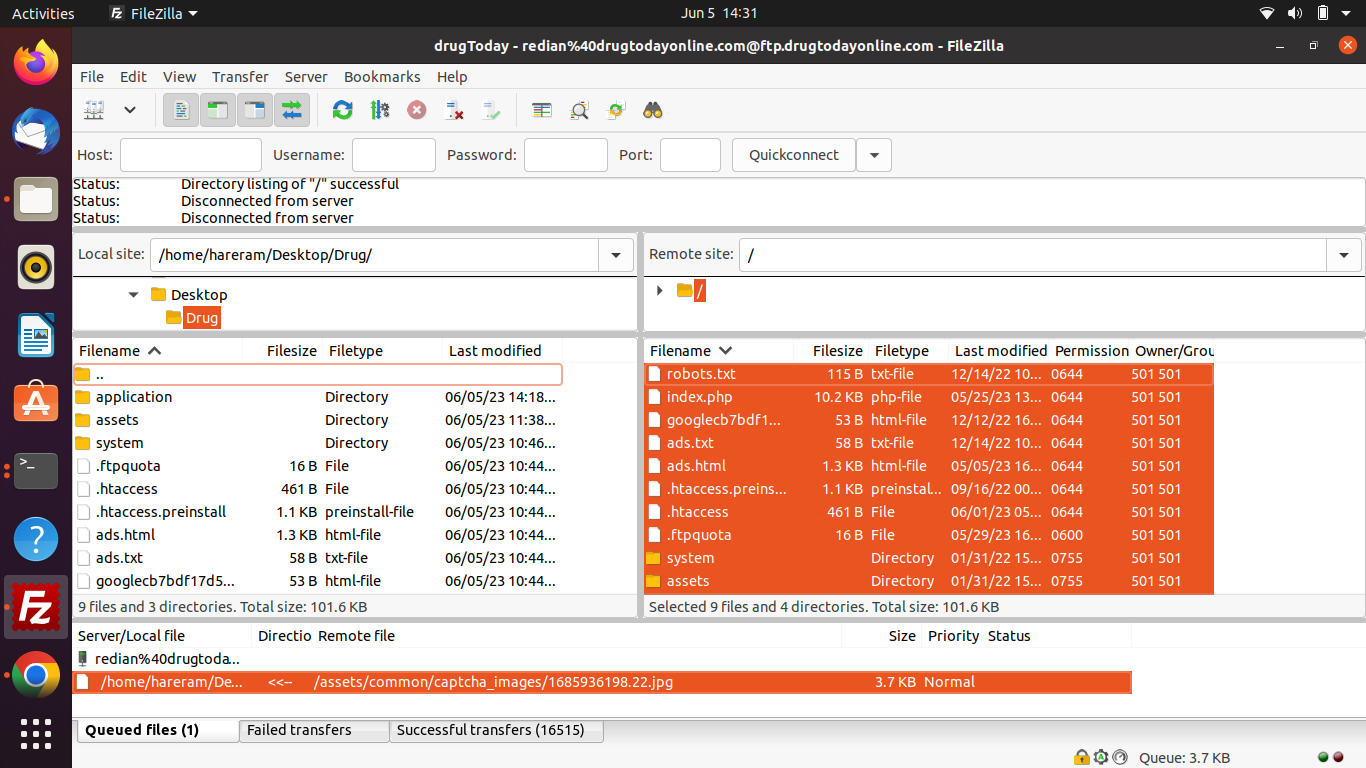 Activities FileZilla Jun 5 14:31
drugToday - redian%40drugtodayonline.com@ftp.drugtodayonline.com - FileZilla
File Edit View Transfer Server Bookmarks Help
Host: Username: Password: Port: Quickconnect
Status: Directory listing of "/" successful
Status: Disconnected from server
Status: Disconnected from server
Local site: /home/hareram/Desktop/Drug/
Desktop
Drug
Filename Filesize Filetype Last modified
..
application Directory 06/05/23 14:18...
assets Directory 06/05/23 11:38...
system Directory 06/05/23 10:46...
.ftpquota 16 B File 06/05/23 10:44...
.htaccess 461 B File 06/05/23 10:44...
.htaccess.preinstall 1.1 KB preinstall-file 06/05/23 10:44...
ads.html 1.3 KB html-file 06/05/23 10:44...
ads.txt 58 B txt-file 06/05/23 10:44...
googlecb7bdf17d5... 53 B html-file 06/05/23 10:44...
9 files and 3 directories. Total size: 101.6 KB
Remote site: /
/
Filename Filesize Filetype Last modified Permission Owner/Grou
robots.txt 115 B txt-file 12/14/22 10... 0644 501 501
index.php 10.2 KB php-file 05/25/23 13... 0644 501 501
googlecb7bdf1... 53 B html-file 12/12/22 16... 0644 501 501
ads.txt 58 B txt-file 12/14/22 10... 0644 501 501
ads.html 1.3 KB html-file 05/05/23 16... 0644 501 501
.htaccess.preins... 1.1 KB preinstal... 09/16/22 00... 0644 501 501
.htaccess 461 B File 06/01/23 05... 0644 501 501
.ftpquota 16 B File 05/29/23 16... 0600 501 501
system Directory 01/31/22 15... 0755 501 501
assets Directory 01/31/22 15... 0755 501 501
Selected 9 files and 4 directories. Total size: 101.6 KB
Server/Local file Directio Remote file Size Priority Status
redian%40drugtoda...
/home/hareram/De... <<-- /assets/common/captcha_images/1685936198.22.jpg 3.7 KB Normal
Queued files (1) Failed transfers Successful transfers (16515)
Queue: 3.7 KB